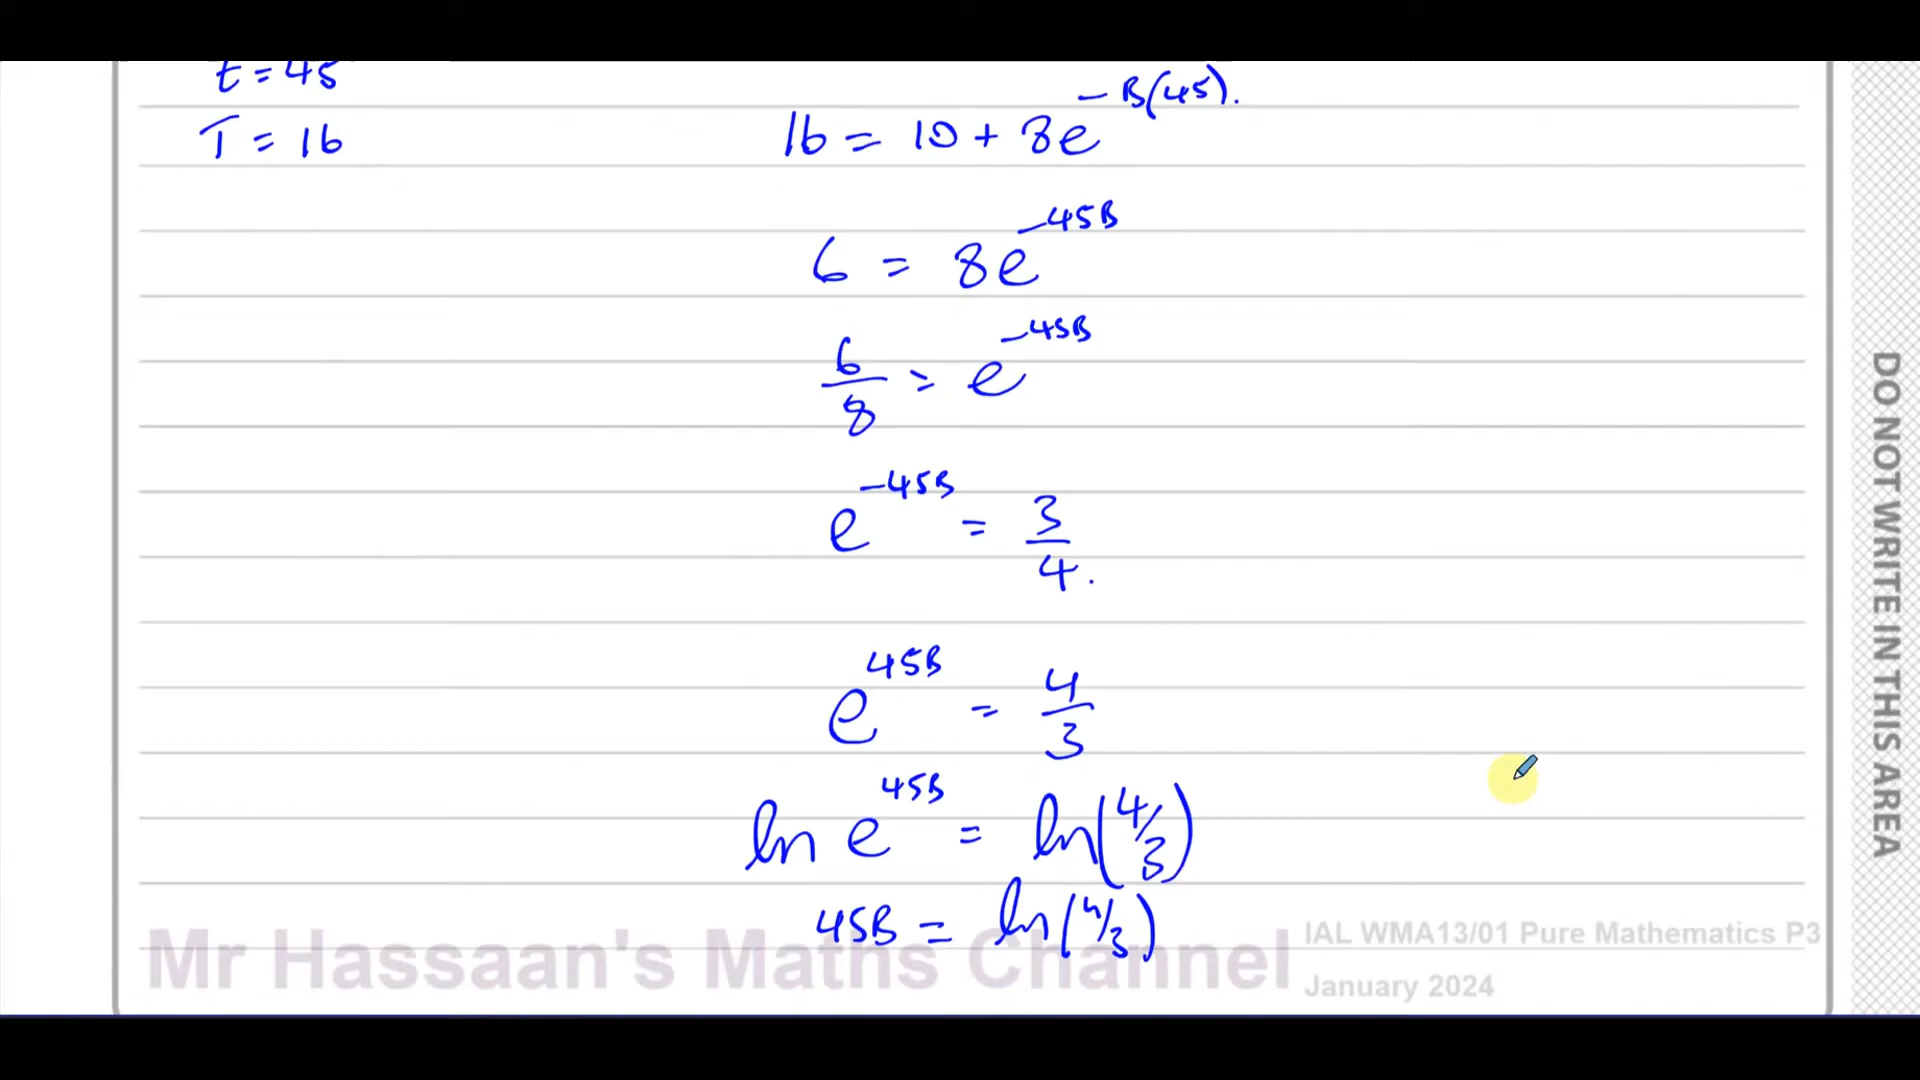 t = 45
T = 16
16 = 10 + 8e^{-B(45)}.
6 = 8e^{-45B}
6/8 = e^{-45B}
e^{-45B} = 3/4.
e^{45B} = 4/3
ln e^{45B} = ln(4/3)
45B = ln(4/3)
Mr Hassaan's Maths Channel
IAL WMA13/01 Pure Mathematics P3
January 2024
DO NOT WRITE IN THIS AREA